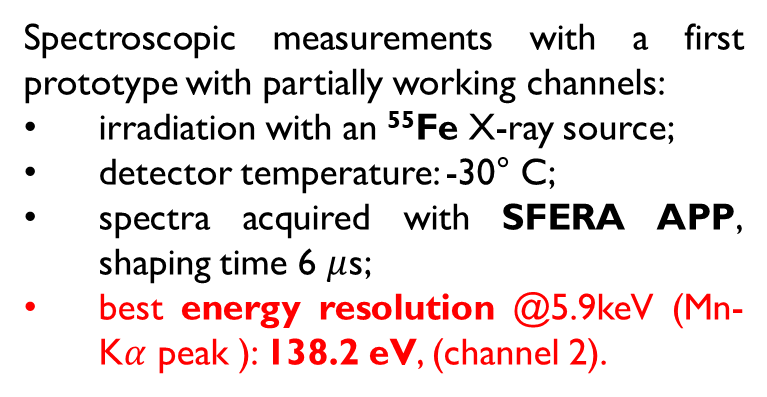 Spectroscopic measurements with a first
prototype with partially working channels:
• irradiation with an ⁵⁵Fe X-ray source;
• detector temperature: -30° C;
• spectra acquired with SFERA APP,
shaping time 6 𝜇s;
• best energy resolution @5.9keV (Mn-
K𝛼 peak ): 138.2 eV, (channel 2).